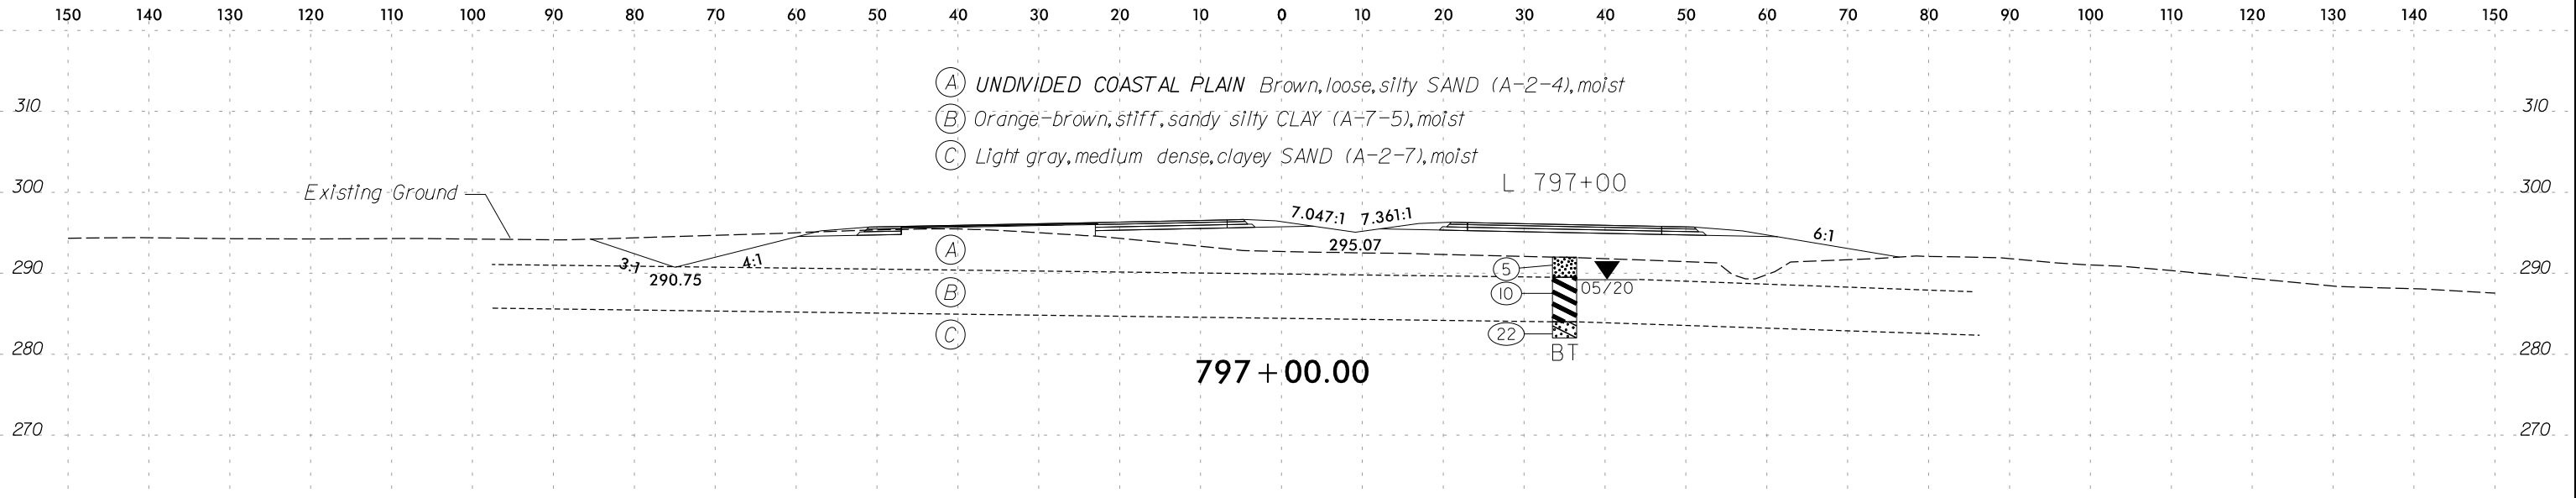 150 140 130 120 110 100 90 80 70 60 50 40 30 20 10 0 10 20 30 40 50 60 70 80 90 100 110 120 130 140 150
Ⓐ UNDIVIDED COASTAL PLAIN Brown, loose, silty SAND (A-2-4), moist
310 310
Ⓑ Orange-brown, stiff, sandy silty CLAY (A-7-5), moist
Ⓒ Light gray, medium dense, clayey SAND (A-2-7), moist
L 797+00
300 300
Existing Ground
7.047:1 7.361:1
6:1
295.07
A
3:1 4:1
290 290
5
290.75
05/20
B
10
C
22
280 280
BT
797+00.00
270 270